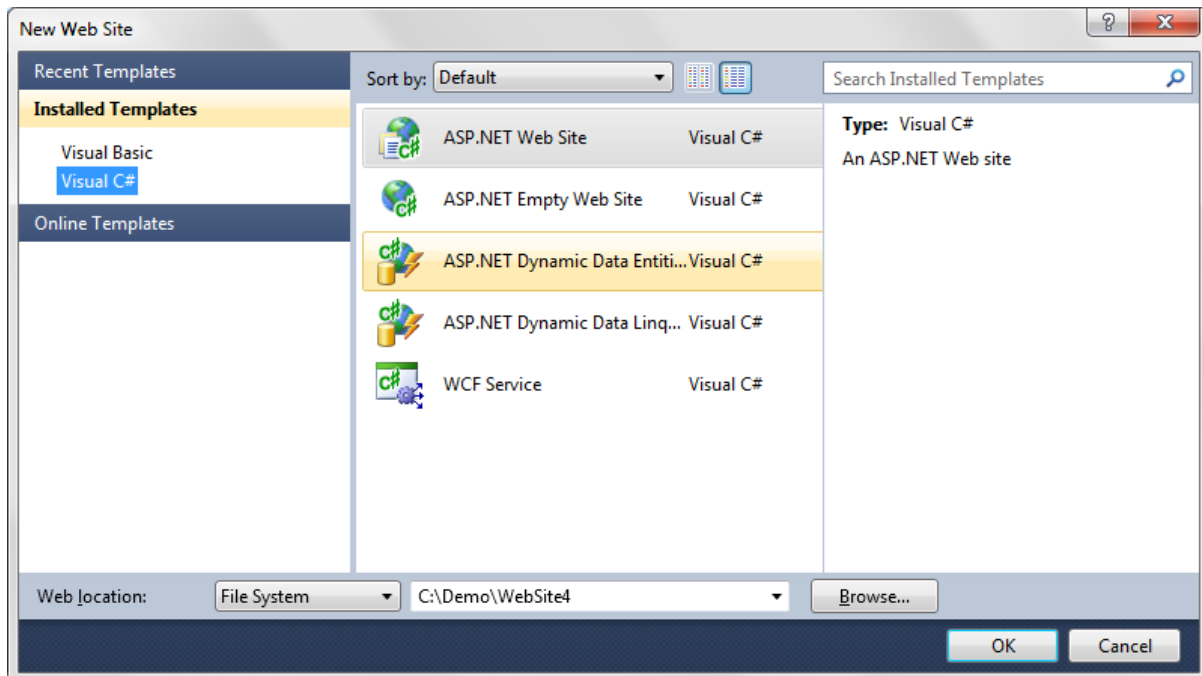 New Web Site
Recent Templates
Installed Templates
Visual Basic
Visual C#
Online Templates
Sort by: Default
Search Installed Templates
ASP.NET Web Site Visual C#
ASP.NET Empty Web Site Visual C#
ASP.NET Dynamic Data Entiti... Visual C#
ASP.NET Dynamic Data Linq... Visual C#
WCF Service Visual C#
Type: Visual C#
An ASP.NET Web site
Web location: File System C:\Demo\WebSite4 Browse...
OK Cancel